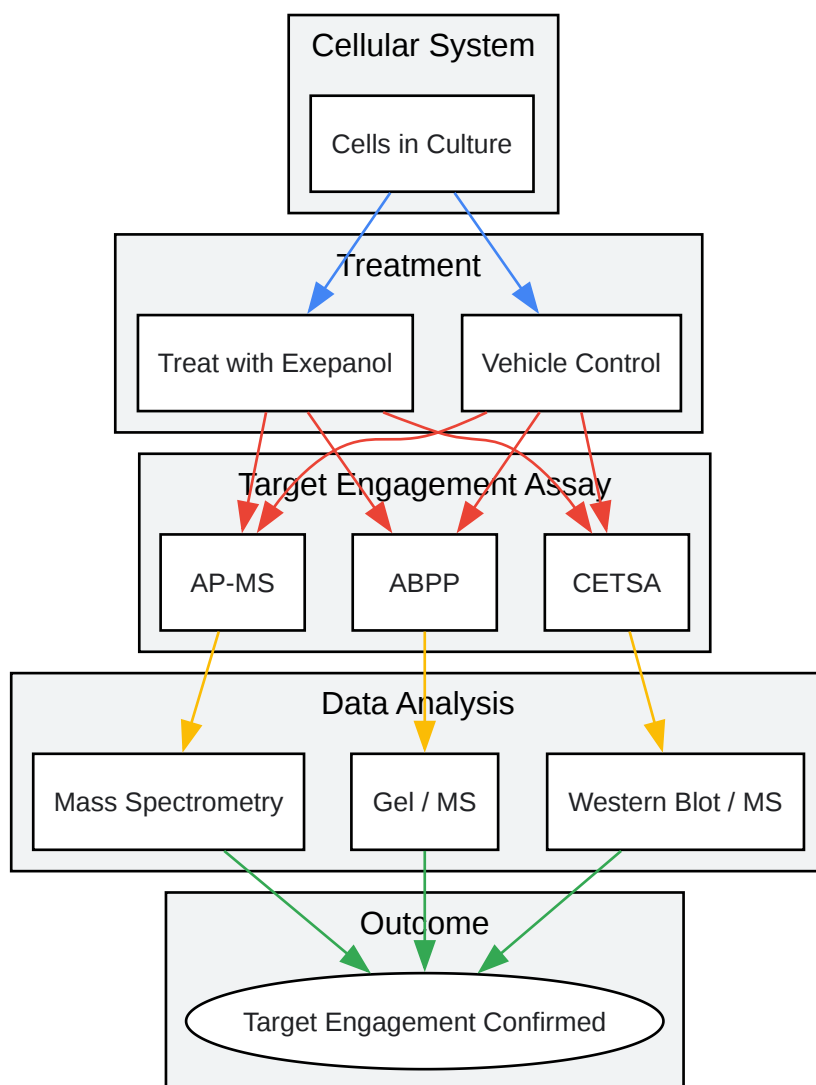 Cellular System
Cells in Culture
Treatment
Treat with Exepanol
Vehicle Control
Target Engagement Assay
AP-MS
ABPP
CETSA
Data Analysis
Mass Spectrometry
Gel / MS
Western Blot / MS
Outcome
Target Engagement Confirmed